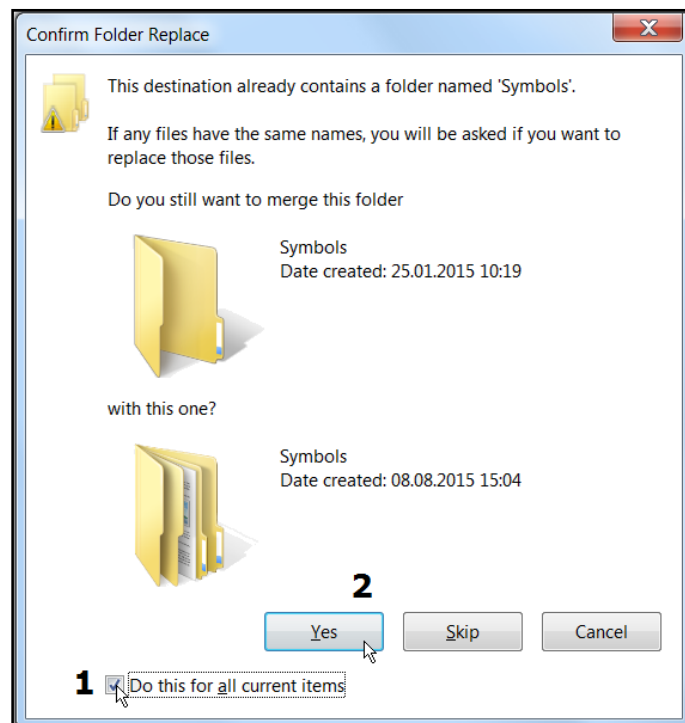 Confirm Folder Replace
This destination already contains a folder named 'Symbols'.
If any files have the same names, you will be asked if you want to
replace those files.
Do you still want to merge this folder
Symbols
Date created: 25.01.2015 10:19
with this one?
Symbols
Date created: 08.08.2015 15:04
2
Yes Skip Cancel
1 Do this for all current items